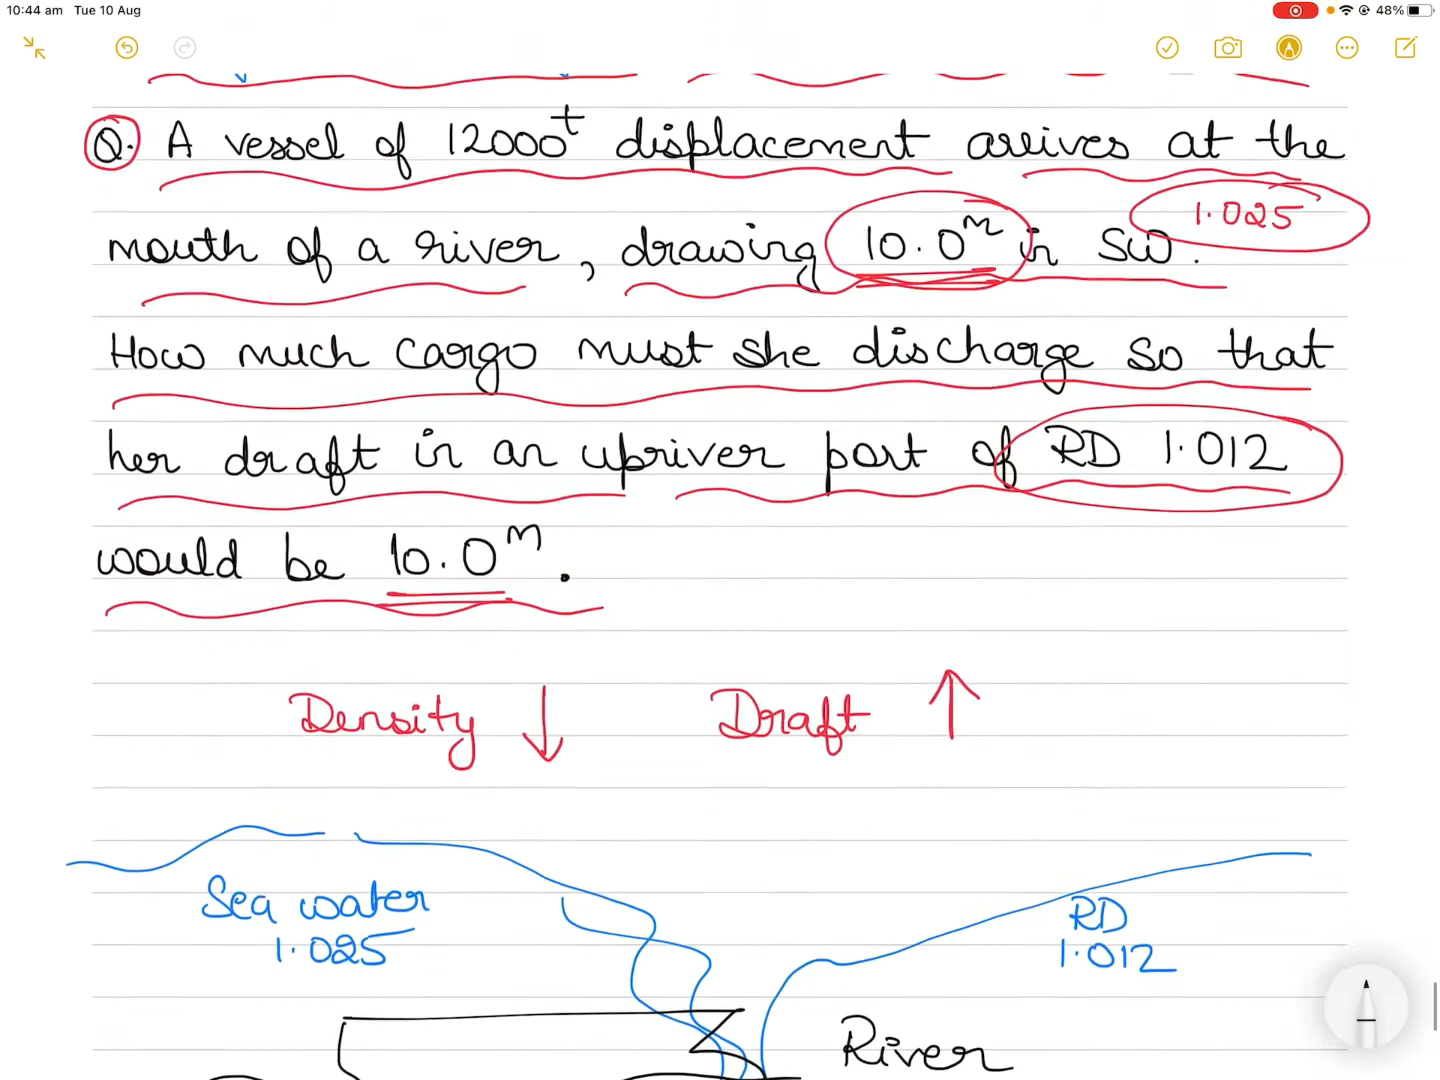 10:44 am Tue 10 Aug
48%
Q. A vessel of 12000t displacement arrives at the
1.025
mouth of a river, drawing 10.0m in SW.
How much cargo must she discharge so that
her draft in an upriver port of RD 1.012
would be 10.0m.
Density ↓ Draft ↑
Sea water
1.025
RD
1.012
River